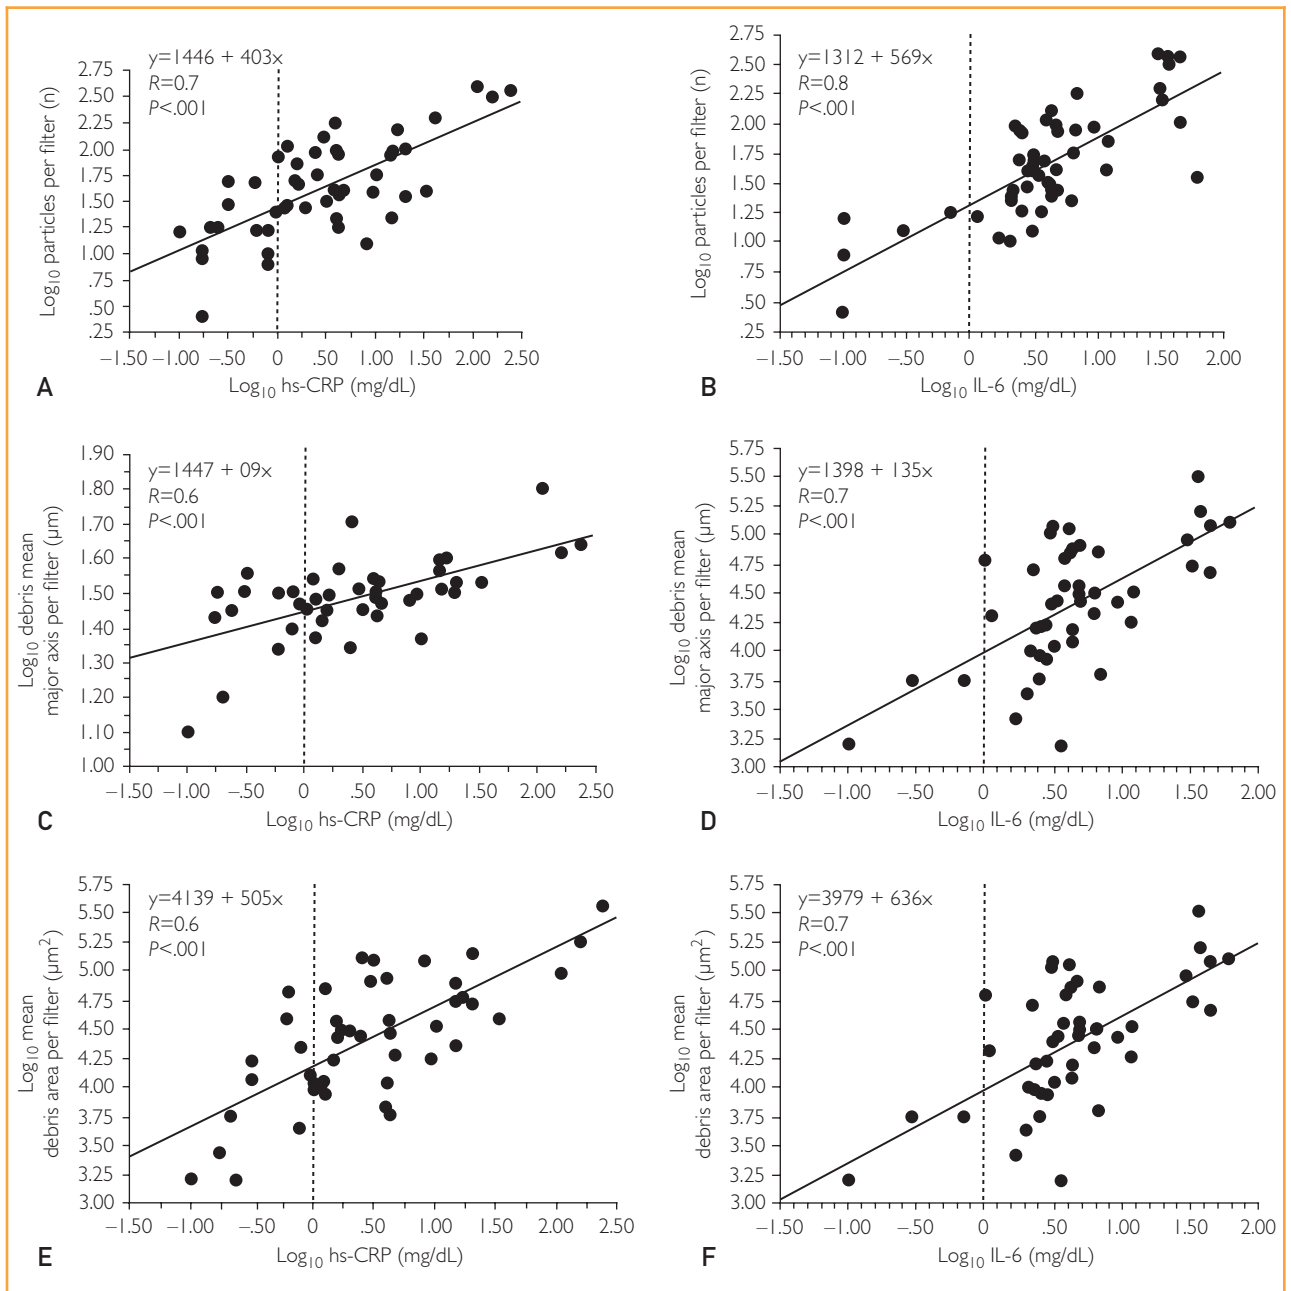 y=1446 + 403x
R=0.7
P<.001
Log10 particles per filter (n)
2.75
2.50
2.25
2.00
1.75
1.50
1.25
1.00
.75
.50
.25
−1.50 −1.00 −.50 0 .50 1.00 1.50 2.00 2.50
Log10 hs-CRP (mg/dL)
A
y=1312 + 569x
R=0.8
P<.001
Log10 particles per filter (n)
2.75
2.50
2.25
2.00
1.75
1.50
1.25
1.00
.75
.50
.25
−1.50 −1.00 −.50 0 .50 1.00 1.50 2.00
Log10 IL-6 (mg/dL)
B
y=1447 + 09x
R=0.6
P<.001
Log10 debris mean
major axis per filter (μm)
1.90
1.80
1.70
1.60
1.50
1.40
1.30
1.20
1.10
1.00
−1.50 −1.00 −.50 0 .50 1.00 1.50 2.00 2.50
Log10 hs-CRP (mg/dL)
C
y=1398 + 135x
R=0.7
P<.001
Log10 debris mean
major axis per filter (μm)
5.75
5.25
5.00
4.50
4.25
4.00
3.75
3.50
3.25
3.00
−1.50 −1.00 −.50 0 .50 1.00 1.50 2.00
Log10 IL-6 (mg/dL)
D
y=4139 + 505x
R=0.6
P<.001
Log10 mean
debris area per filter (μm²)
5.75
5.50
5.25
5.00
4.75
4.50
4.25
4.00
3.75
3.50
3.25
3.00
−1.50 −1.00 −.50 0 .50 1.00 1.50 2.00 2.50
Log10 hs-CRP (mg/dL)
E
y=3979 + 636x
R=0.7
P<.001
Log10 mean
debris area per filter (μm²)
5.75
5.50
5.25
5.00
4.75
4.50
4.25
4.00
3.75
3.50
3.25
3.00
−1.50 −1.00 −.50 0 .50 1.00 1.50 2.00
Log10 IL-6 (mg/dL)
F